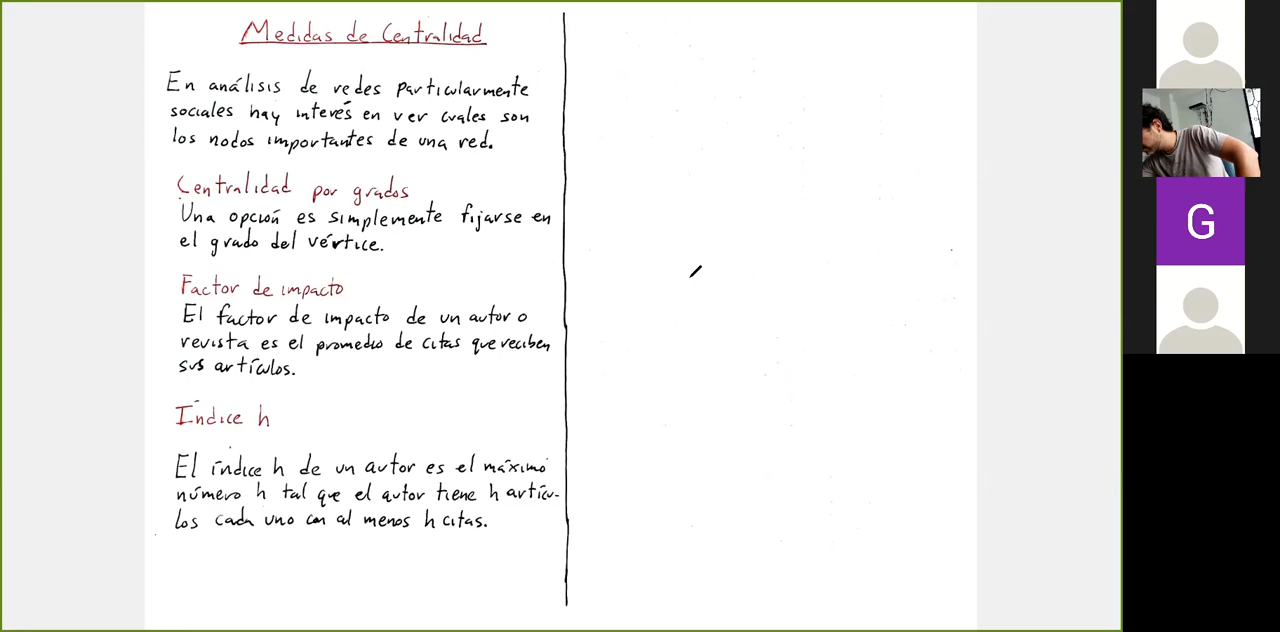 Medidas de Centralidad
En análisis de redes particularmente
sociales hay interés en ver cuales son
los nodos importantes de una red.
Centralidad por grados
Una opción es simplemente fijarse en
el grado del vértice.
Factor de impacto
El factor de impacto de un autor o
revista es el promedio de citas que reciben
sus artículos.
Índice h
El índice h de un autor es el máximo
número h tal que el autor tiene h artícu-
los cada uno con al menos h citas.
G